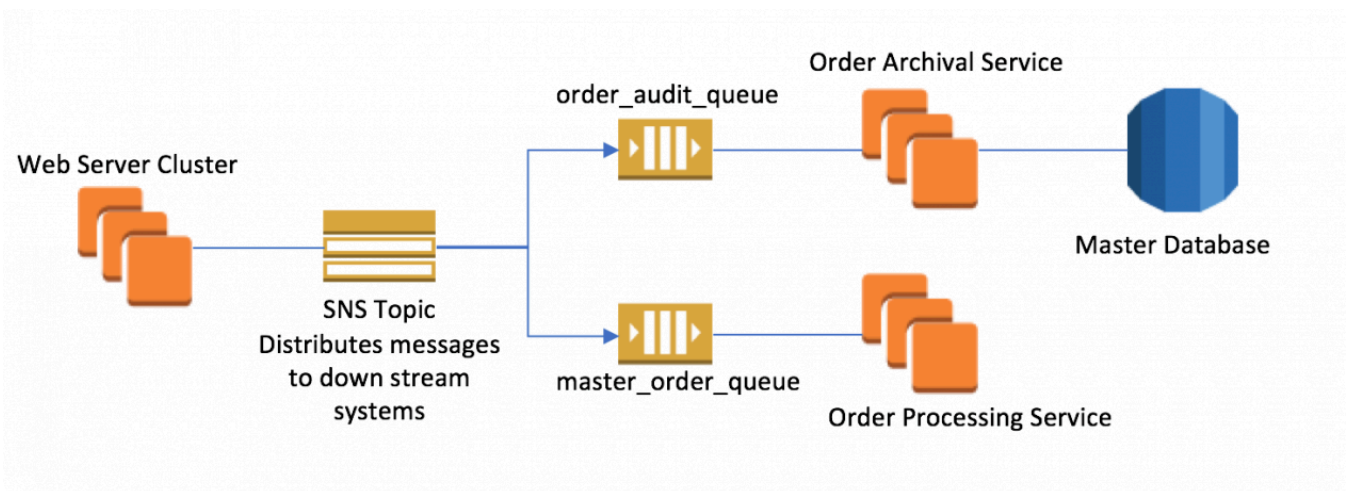 Web Server Cluster
SNS Topic
Distributes messages
to down stream
systems
order_audit_queue
Order Archival Service
Master Database
master_order_queue
Order Processing Service